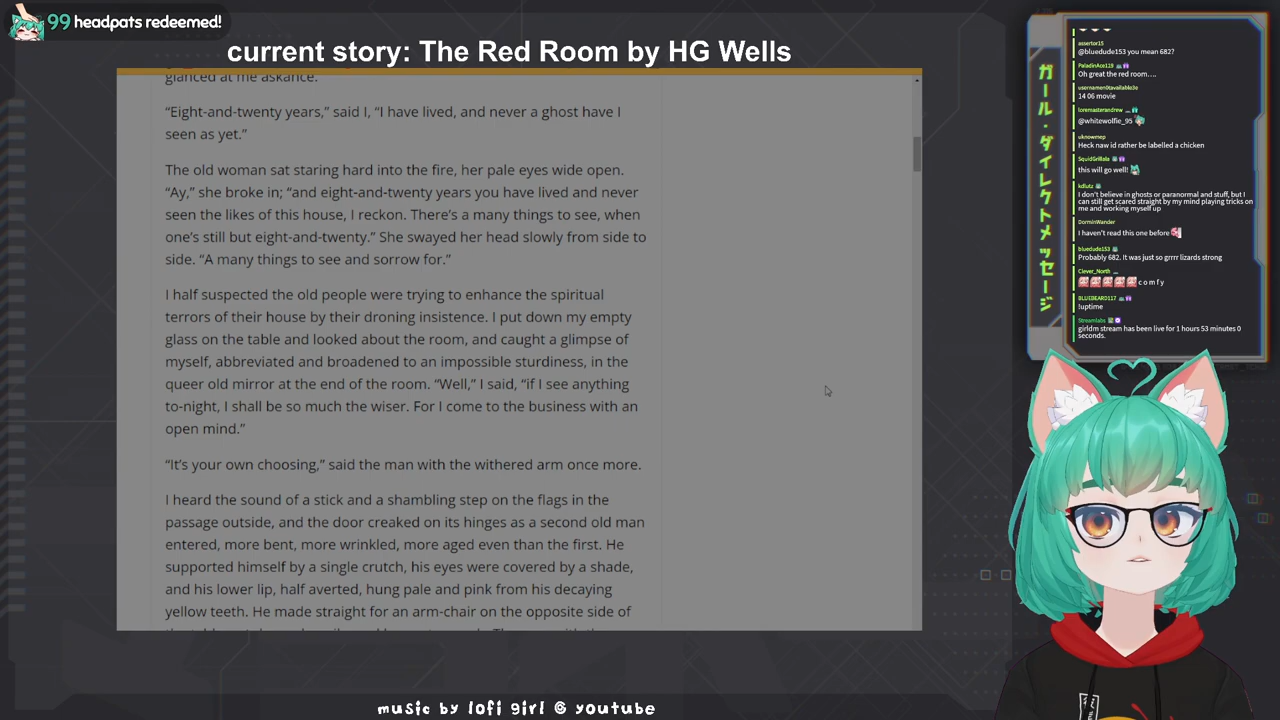 99 headpats redeemed!
current story: The Red Room by HG Wells
glanced at me askance.
“Eight-and-twenty years,” said I, “I have lived, and never a ghost have I
seen as yet.”
The old woman sat staring hard into the fire, her pale eyes wide open.
“Ay,” she broke in; “and eight-and-twenty years you have lived and never
seen the likes of this house, I reckon. There’s a many things to see, when
one’s still but eight-and-twenty.” She swayed her head slowly from side to
side. “A many things to see and sorrow for.”
I half suspected the old people were trying to enhance the spiritual
terrors of their house by their droning insistence. I put down my empty
glass on the table and looked about the room, and caught a glimpse of
myself, abbreviated and broadened to an impossible sturdiness, in the
queer old mirror at the end of the room. “Well,” I said, “if I see anything
to-night, I shall be so much the wiser. For I come to the business with an
open mind.”
“It’s your own choosing,” said the man with the withered arm once more.
I heard the sound of a stick and a shambling step on the flags in the
passage outside, and the door creaked on its hinges as a second old man
entered, more bent, more wrinkled, more aged even than the first. He
supported himself by a single crutch, his eyes were covered by a shade,
and his lower lip, half averted, hung pale and pink from his decaying
yellow teeth. He made straight for an arm-chair on the opposite side of
ガール・ダイレクトメッセージ
assertor15
@bluedude153 you mean 682?
PaladinAce119
Oh great the red room....
usernamen0tavailable3e
14 06 movie
loremasterandrew
@whitewolfie_95
uknowmep
Heck naw id rather be labelled a chicken
SquidGrillala
this will go well!
kdlutz
I don't believe in ghosts or paranormal and stuff, but I
can still get scared straight by my mind playing tricks on
me and working myself up
DorminWander
I haven't read this one before
bluedude153
Probably 682. It was just so grrrr lizards strong
Clever_North
c o m f y
BLUEBEARD117
!uptime
Streamlabs
girldm stream has been live for 1 hours 53 minutes 0
seconds.
music by lofi girl @ youtube